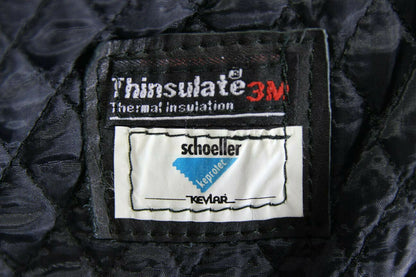 Thinsulate® 3M
Thermal insulation
schoeller
keprotec
KEVLAR